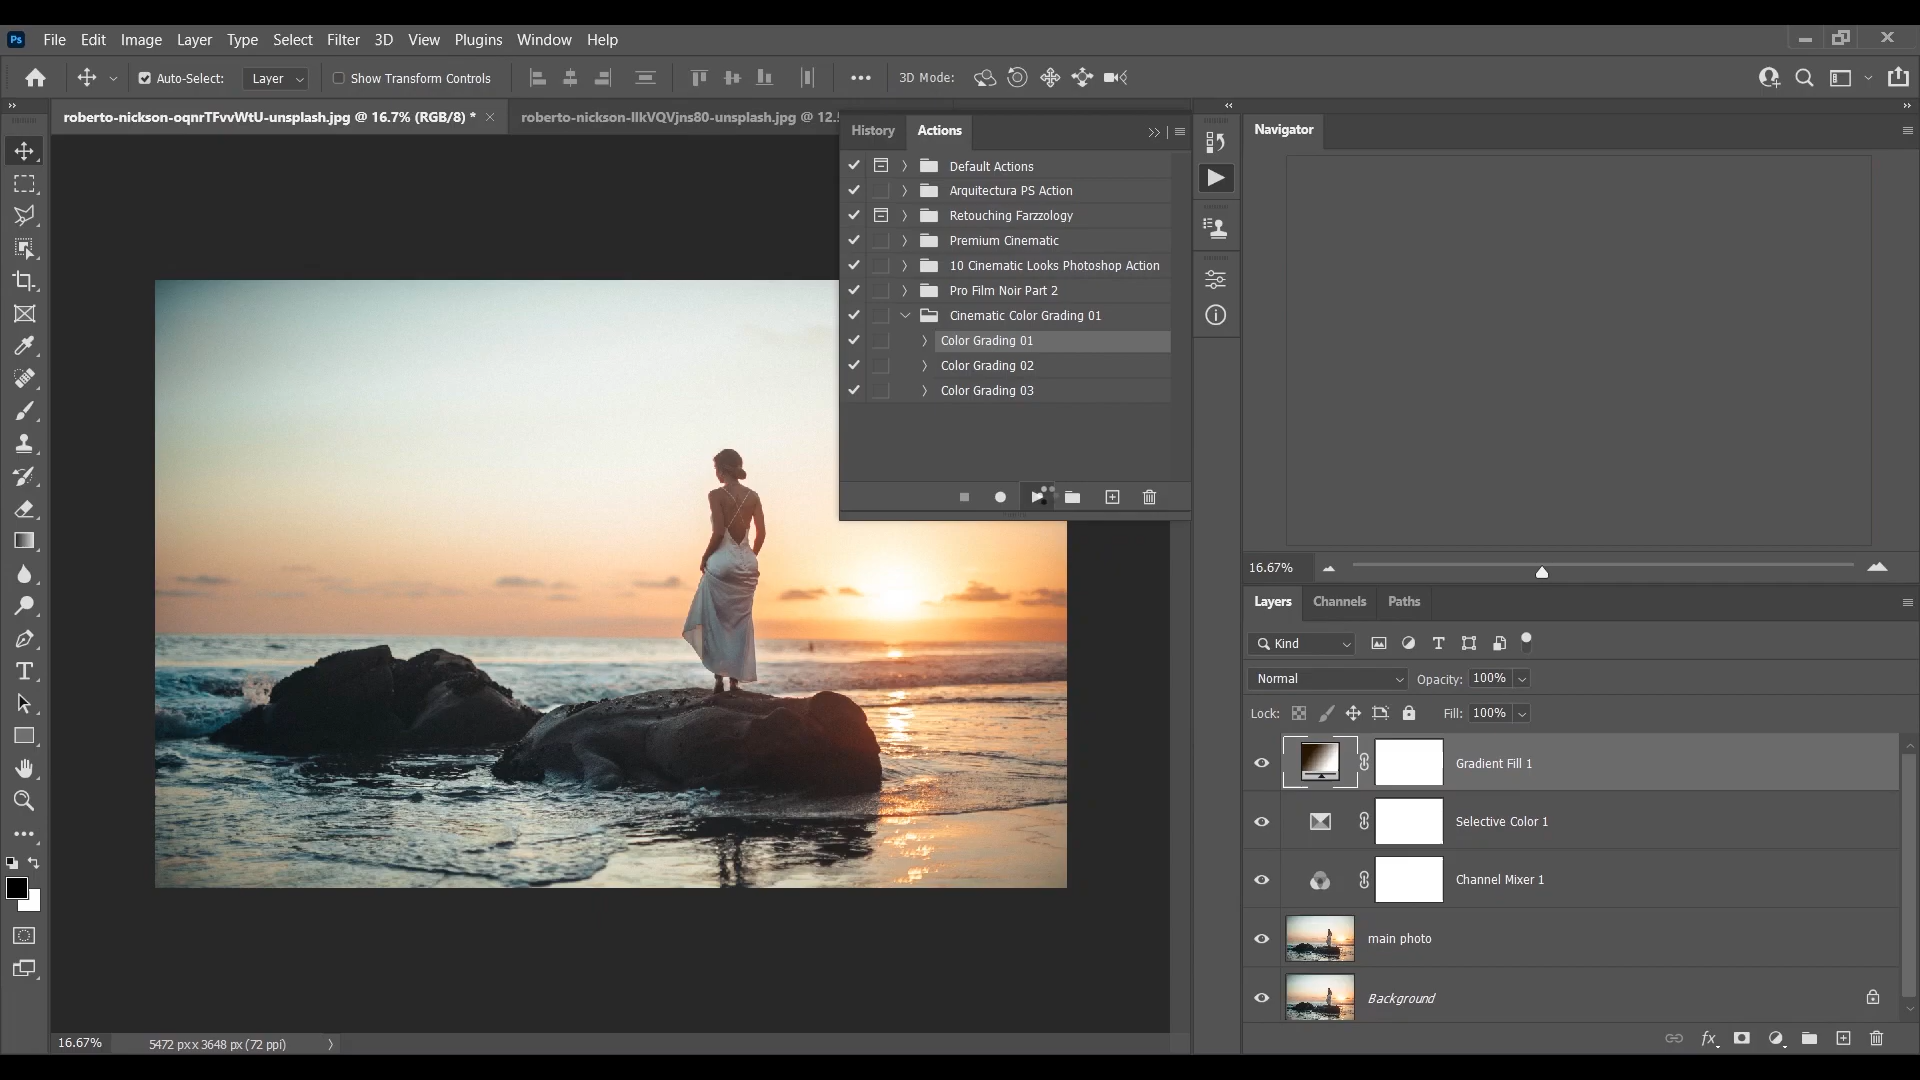 Ps File Edit Image Layer Type Select Filter 3D View Plugins Window Help
Auto-Select: Layer Show Transform Controls 3D Mode:
roberto-nickson-oqnrTFvvWtU-unsplash.jpg @ 16.7% (RGB/8) *
roberto-nickson-IIkVQVjns80-unsplash.jpg @ 12.5
History Actions
Default Actions
Arquitectura PS Action
Retouching Farzzology
Premium Cinematic
10 Cinematic Looks Photoshop Action
Pro Film Noir Part 2
Cinematic Color Grading 01
Color Grading 01
Color Grading 02
Color Grading 03
Navigator
16.67%
Layers Channels Paths
Kind
Normal Opacity: 100%
Lock: Fill: 100%
Gradient Fill 1
Selective Color 1
Channel Mixer 1
main photo
Background
16.67% 5472 px x 3648 px (72 ppi)